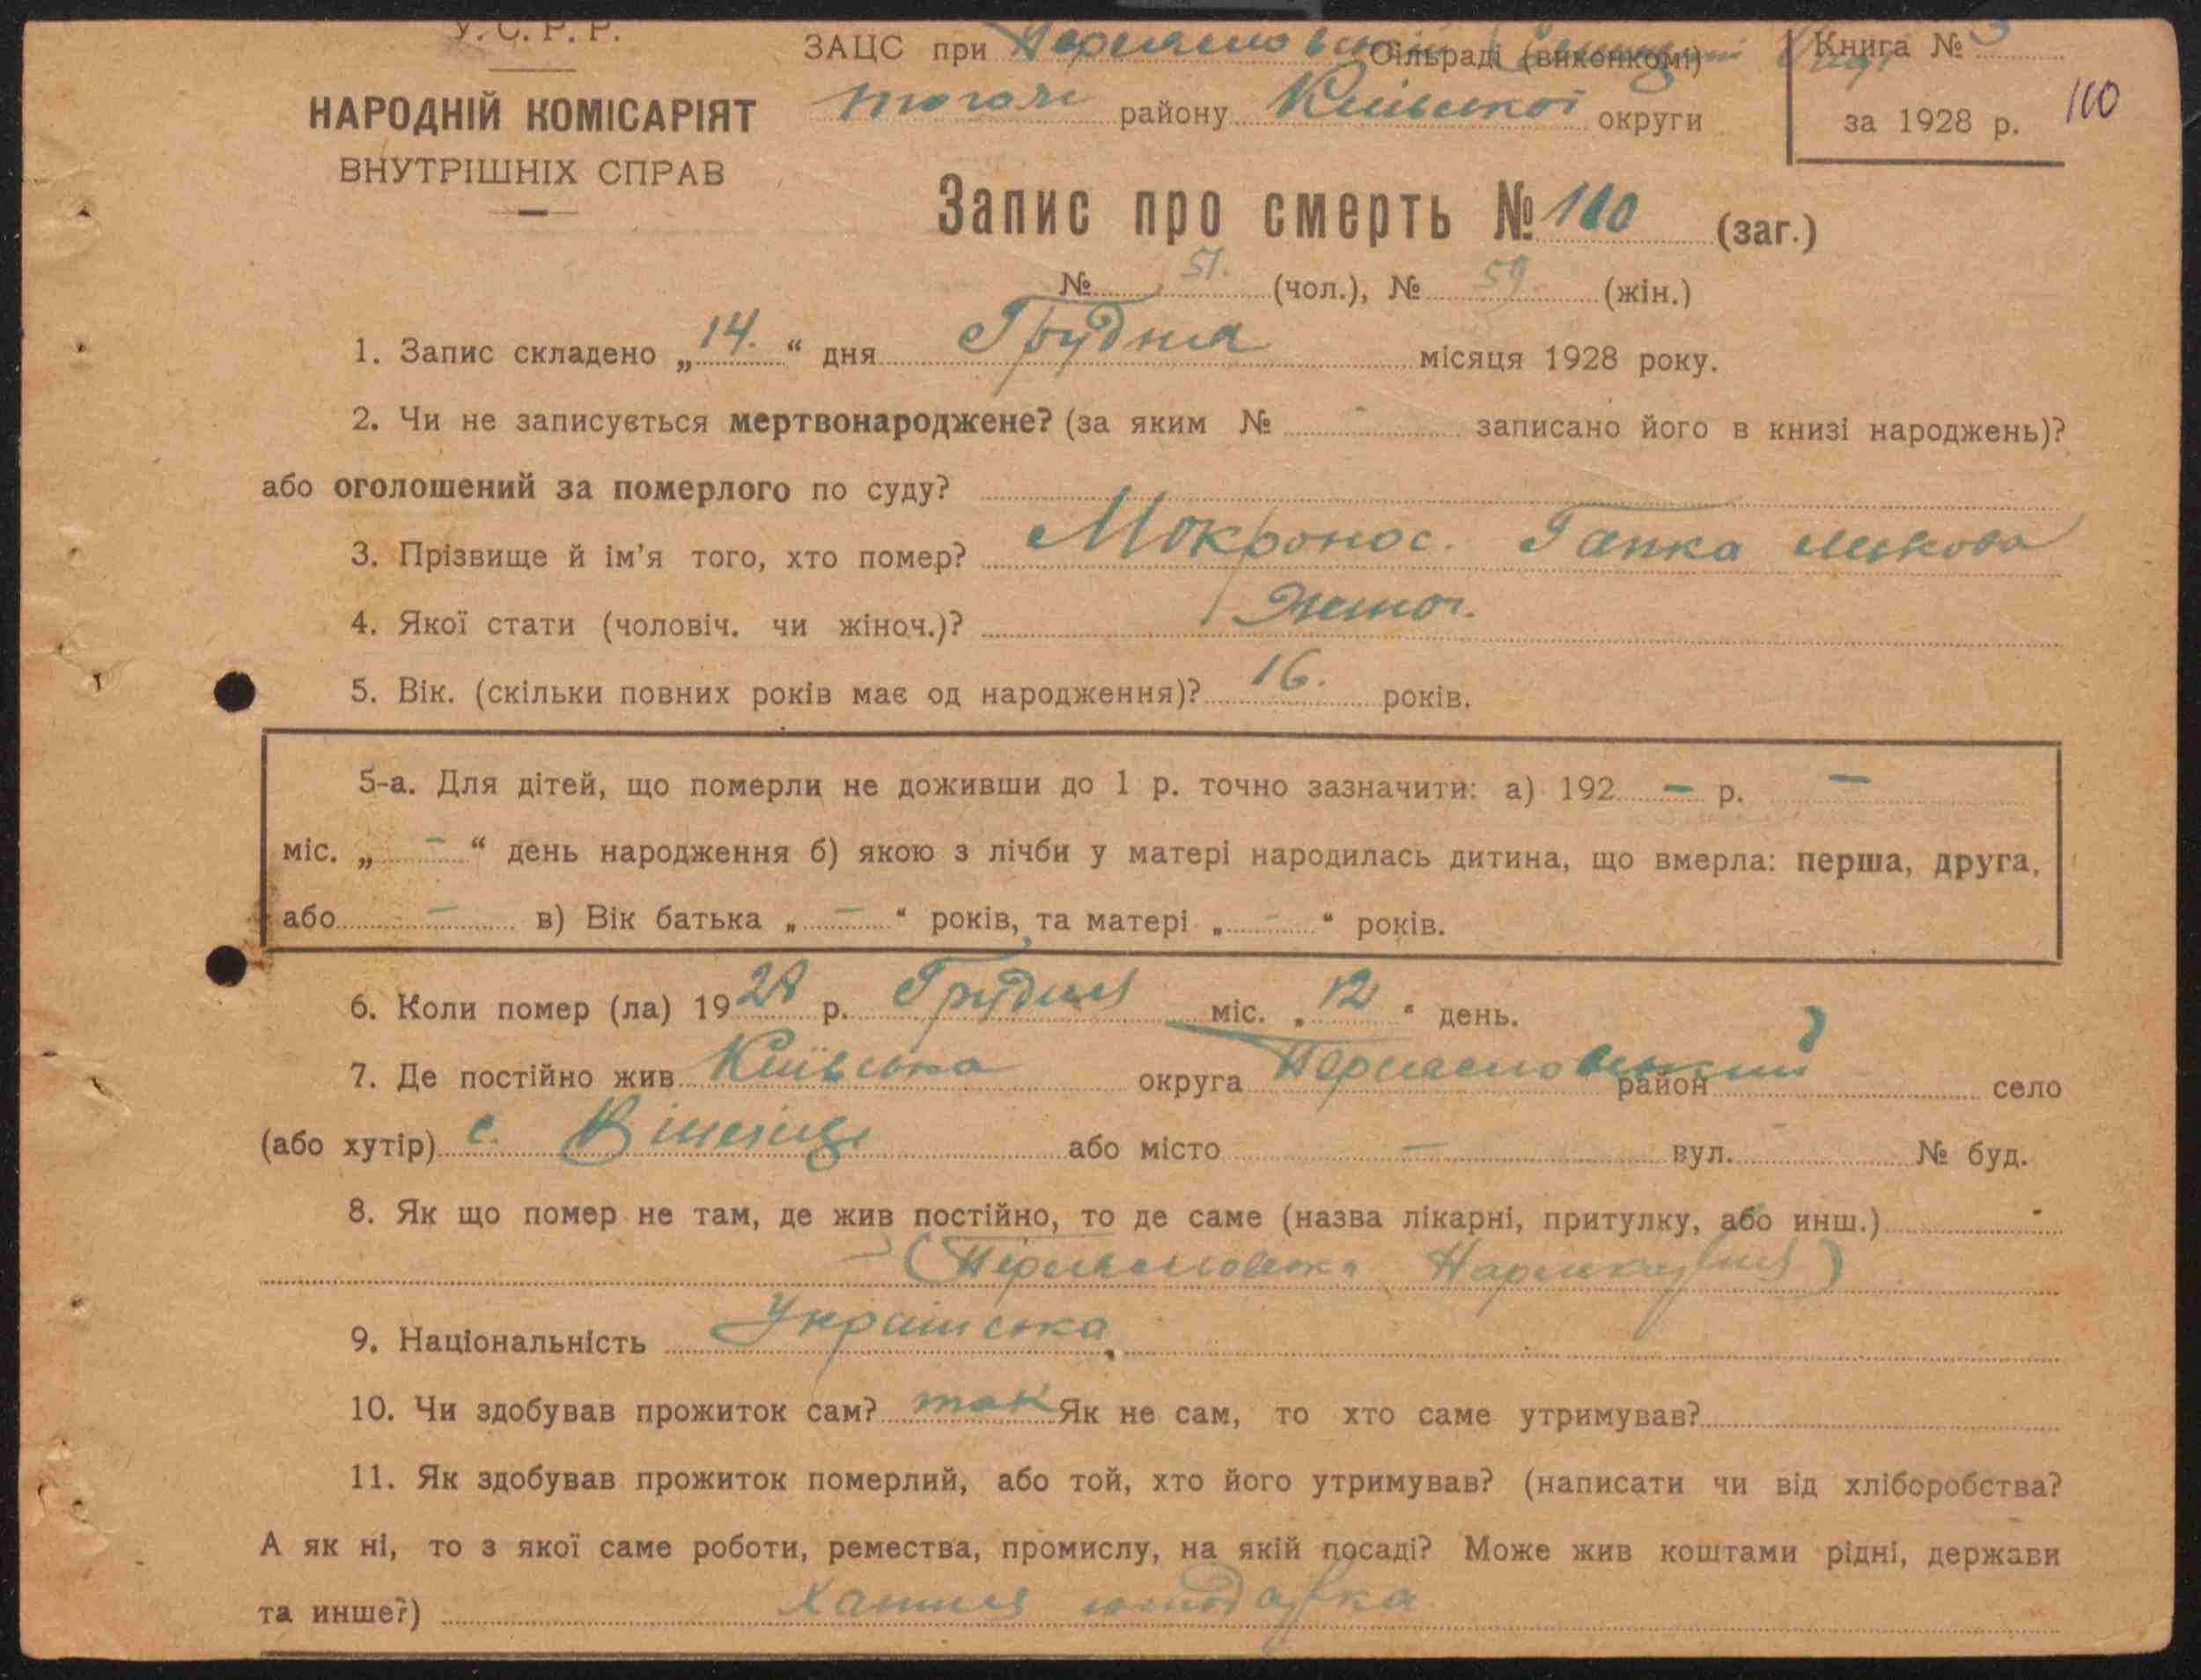 У. С. Р. Р.
НАРОДНІЙ КОМІСАРІЯТ
ВНУТРІШНІХ СПРАВ
ЗАЦС при Сільраді (виконкомі)
того ж району Київської округи
Книга № 3
за 1928 р.
110
Запис про смерть № 110 (заг.)
№ 51. (чол.), № 59. (жін.)
1. Запис складено „14.“ дня Грудня місяця 1928 року.
2. Чи не записується мертвонароджене? (за яким № - записано його в книзі народжень)?
або оголошений за померлого по суду?
3. Прізвище й ім'я того, хто помер? Мокронос. Гапка
4. Якої стати (чоловіч. чи жіноч.)? Жіноч.
5. Вік. (скільки повних років має од народження)? 16. років.
5-а. Для дітей, що померли не доживши до 1 р. точно зазначити: а) 192 — р. —
міс. „ — “ день народження б) якою з лічби у матері народилась дитина, що вмерла: перша, друга,
або — в) Вік батька „ — “ років, та матері „ - “ років.
6. Коли помер (ла) 1928 р. Грудня міс. „12“ день.
7. Де постійно жив Київська округа район село
(або хутір) с. або місто — вул. № буд.
8. Як що помер не там, де жив постійно, то де саме (назва лікарні, притулку, або инш.)
9. Національність Українська
10. Чи здобував прожиток сам? так Як не сам, то хто саме утримував?
11. Як здобував прожиток померлий, або той, хто його утримував? (написати чи від хліборобства?
А як ні, то з якої саме роботи, ремества, промислу, на якій посаді? Може жив коштами рідні, держави
та инше?)